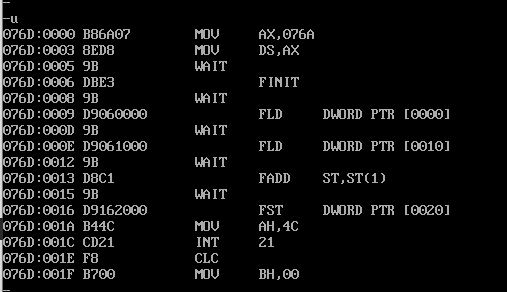 -
-u
076D:0000 B86A07 MOV AX,076A
076D:0003 8ED8 MOV DS,AX
076D:0005 9B WAIT
076D:0006 DBE3 FINIT
076D:0008 9B WAIT
076D:0009 D9060000 FLD DWORD PTR [0000]
076D:000D 9B WAIT
076D:000E D9061000 FLD DWORD PTR [0010]
076D:0012 9B WAIT
076D:0013 D8C1 FADD ST,ST(1)
076D:0015 9B WAIT
076D:0016 D9162000 FST DWORD PTR [0020]
076D:001A B44C MOV AH,4C
076D:001C CD21 INT 21
076D:001E F8 CLC
076D:001F B700 MOV BH,00
-